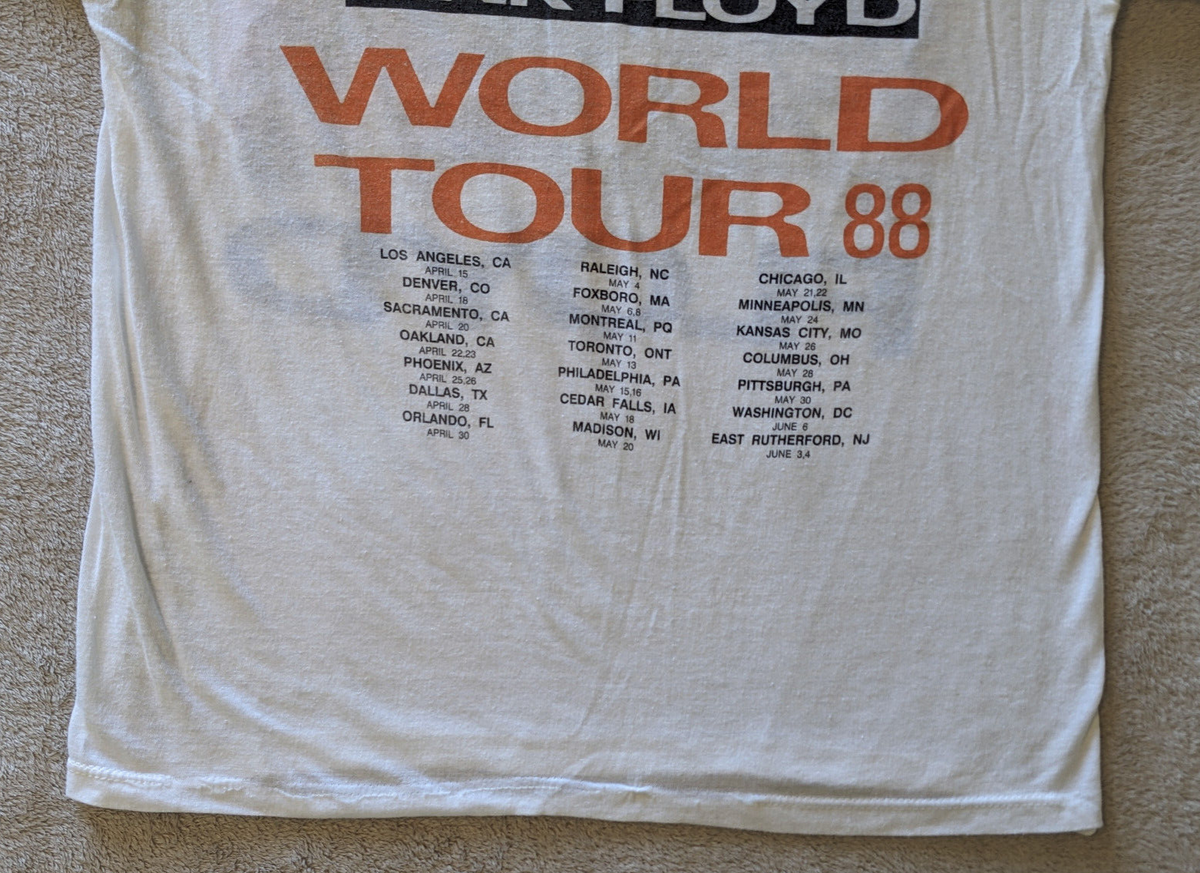 FLOYD
WORLD
TOUR 88
LOS ANGELES, CA
APRIL 15
DENVER, CO
APRIL 18
SACRAMENTO, CA
APRIL 20
OAKLAND, CA
APRIL 22,23
PHOENIX, AZ
APRIL 25,26
DALLAS, TX
APRIL 28
ORLANDO, FL
APRIL 30
RALEIGH, NC
MAY 4
FOXBORO, MA
MAY 6,8
MONTREAL, PQ
MAY 11
TORONTO, ONT
MAY 13
PHILADELPHIA, PA
MAY 15,16
CEDAR FALLS, IA
MAY 18
MADISON, WI
MAY 20
CHICAGO, IL
MAY 21,22
MINNEAPOLIS, MN
MAY 24
KANSAS CITY, MO
MAY 26
COLUMBUS, OH
MAY 28
PITTSBURGH, PA
MAY 30
WASHINGTON, DC
JUNE 6
EAST RUTHERFORD, NJ
JUNE 3,4